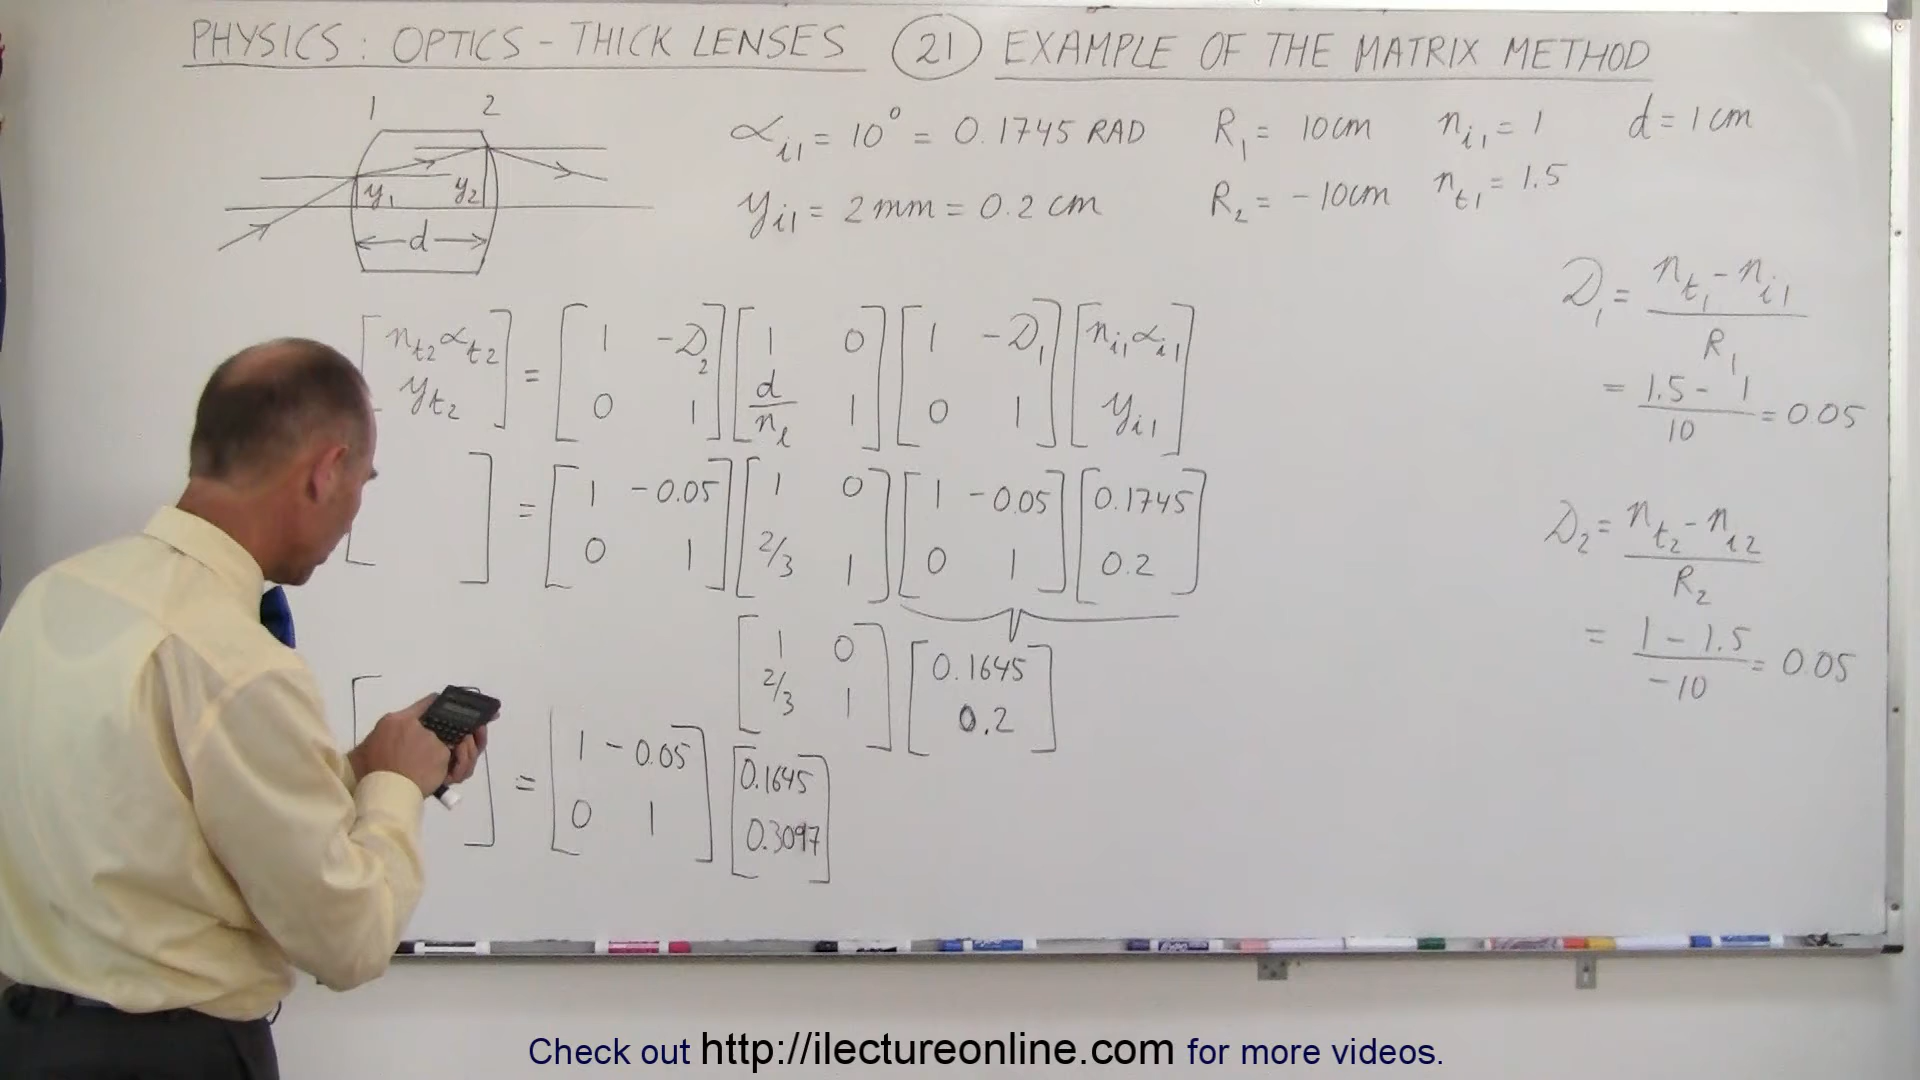 PHYSICS: OPTICS - THICK LENSES 21 EXAMPLE OF THE MATRIX METHOD
1 2
y₁ y₂
d
αi1 = 10° = 0.1745 RAD R₁ = 10cm ni1 = 1 d = 1cm
yi1 = 2mm = 0.2 cm R₂ = -10cm nt1 = 1.5
[nt2 αt2 yt2] = [1 -𝒟₂ 0 1] [1 0 d/nℓ 1] [1 -𝒟₁ 0 1] [ni1 αi1 yi1]
[ ] = [1 -0.05 0 1] [1 0 2/3 1] [1 -0.05 0 1] [0.1745 0.2]
[1 0 2/3 1] [0.1645 0.2]
[ ] = [1 -0.05 0 1] [0.1645 0.3097]
𝒟₁ = nt1 - ni1 / R₁
= 1.5 - 1 / 10 = 0.05
𝒟₂ = nt2 - ni2 / R₂
= 1 - 1.5 / -10 = 0.05
Check out http://ilectureonline.com for more videos.